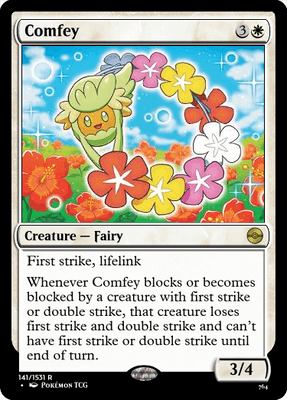 Comfey 3
Creature — Fairy
First strike, lifelink
Whenever Comfey blocks or becomes
blocked by a creature with first strike
or double strike, that creature loses
first strike and double strike and can't
have first strike or double strike until
end of turn.
3/4
141/1531 R
• POKÉMON TCG
764